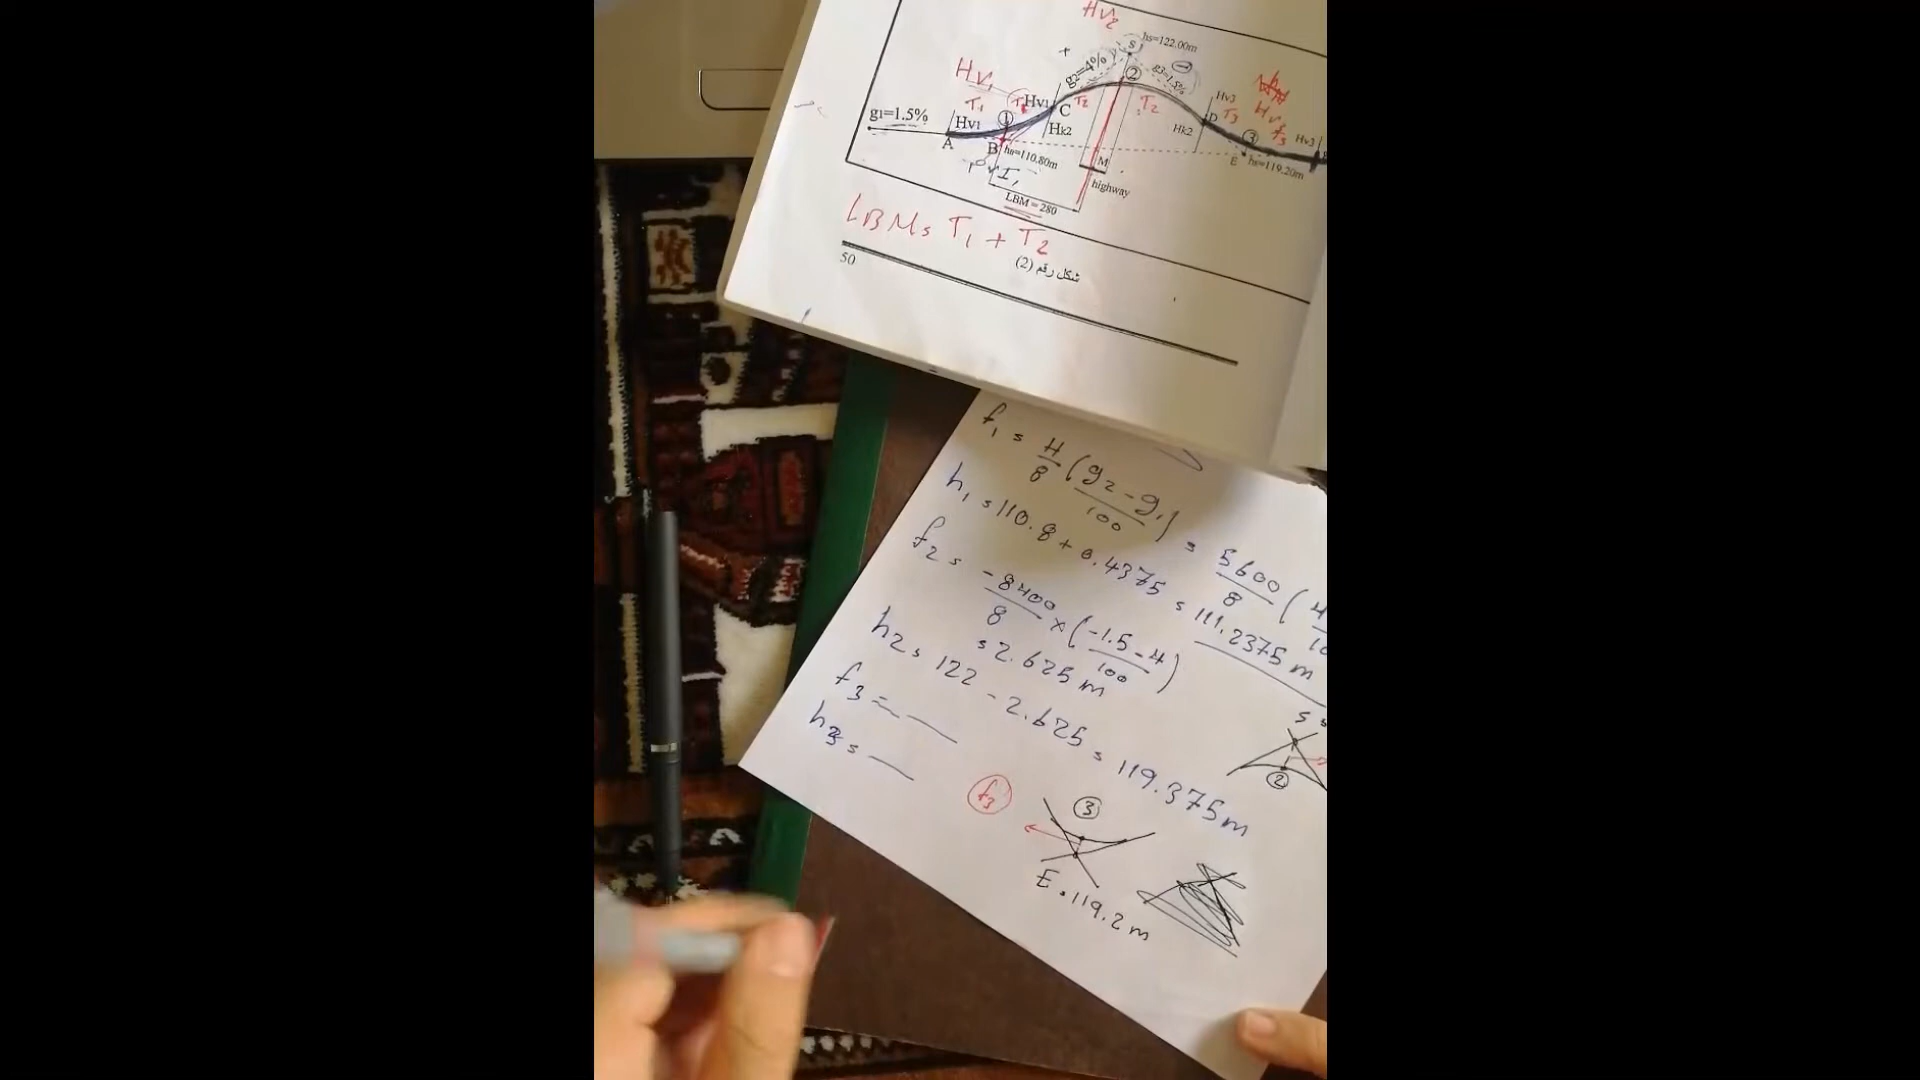 Hv2
S hs=122.00m
g2=4%
g3=1.5%
Hv1
T1
T1
Hv1
T2
T2
Hv3
T3
g1=1.5%
Hv1
①
C
②
Hk2
Hk2
D
③
Hv3
A
B
hB=110.80m
M
E
hE=119.20m
highway
LBM = 280
LBM = T1 + T2
شكل رقم (2)
50
f1 = H/8 (g2 - g1/100) = 5600/8 (4
h1 = 110.8 + 0.4375 = 111.2375 m
f2 = -8400/8 × (-1.5-4/100)
= 2.625 m
h2 = 122 - 2.625 = 119.375 m
f3 =
h3 =
②
f3
③
E = 119.2 m